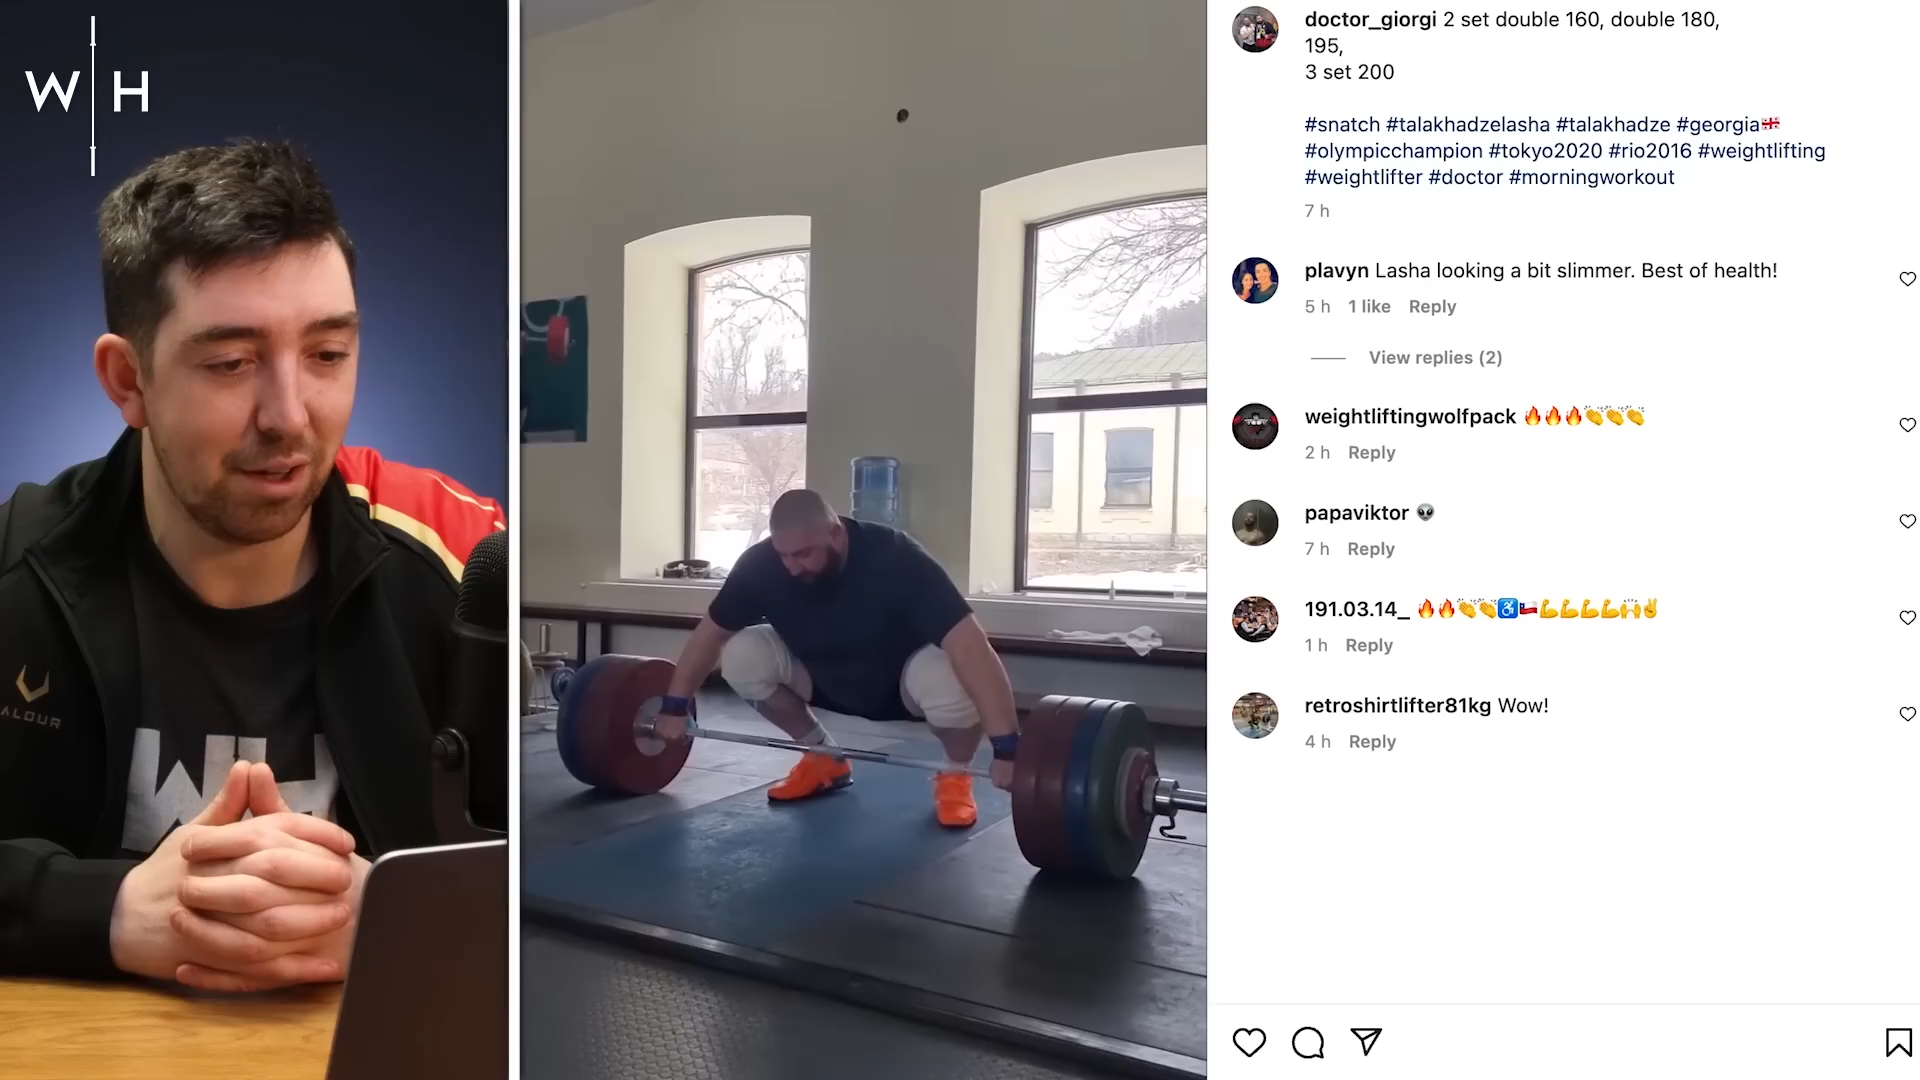 W H
ALOUR
WH
doctor_giorgi 2 set double 160, double 180,
195,
3 set 200
#snatch #talakhadzelasha #talakhadze #georgia🇬🇪
#olympicchampion #tokyo2020 #rio2016 #weightlifting
#weightlifter #doctor #morningworkout
7 h
plavyn Lasha looking a bit slimmer. Best of health!
5 h 1 like Reply
View replies (2)
weightliftingwolfpack 🔥🔥🔥👏👏👏
2 h Reply
papaviktor 👽
7 h Reply
191.03.14_ 🔥🔥👏👏♿🇨🇱💪💪💪💪🙌✌
1 h Reply
retroshirtlifter81kg Wow!
4 h Reply